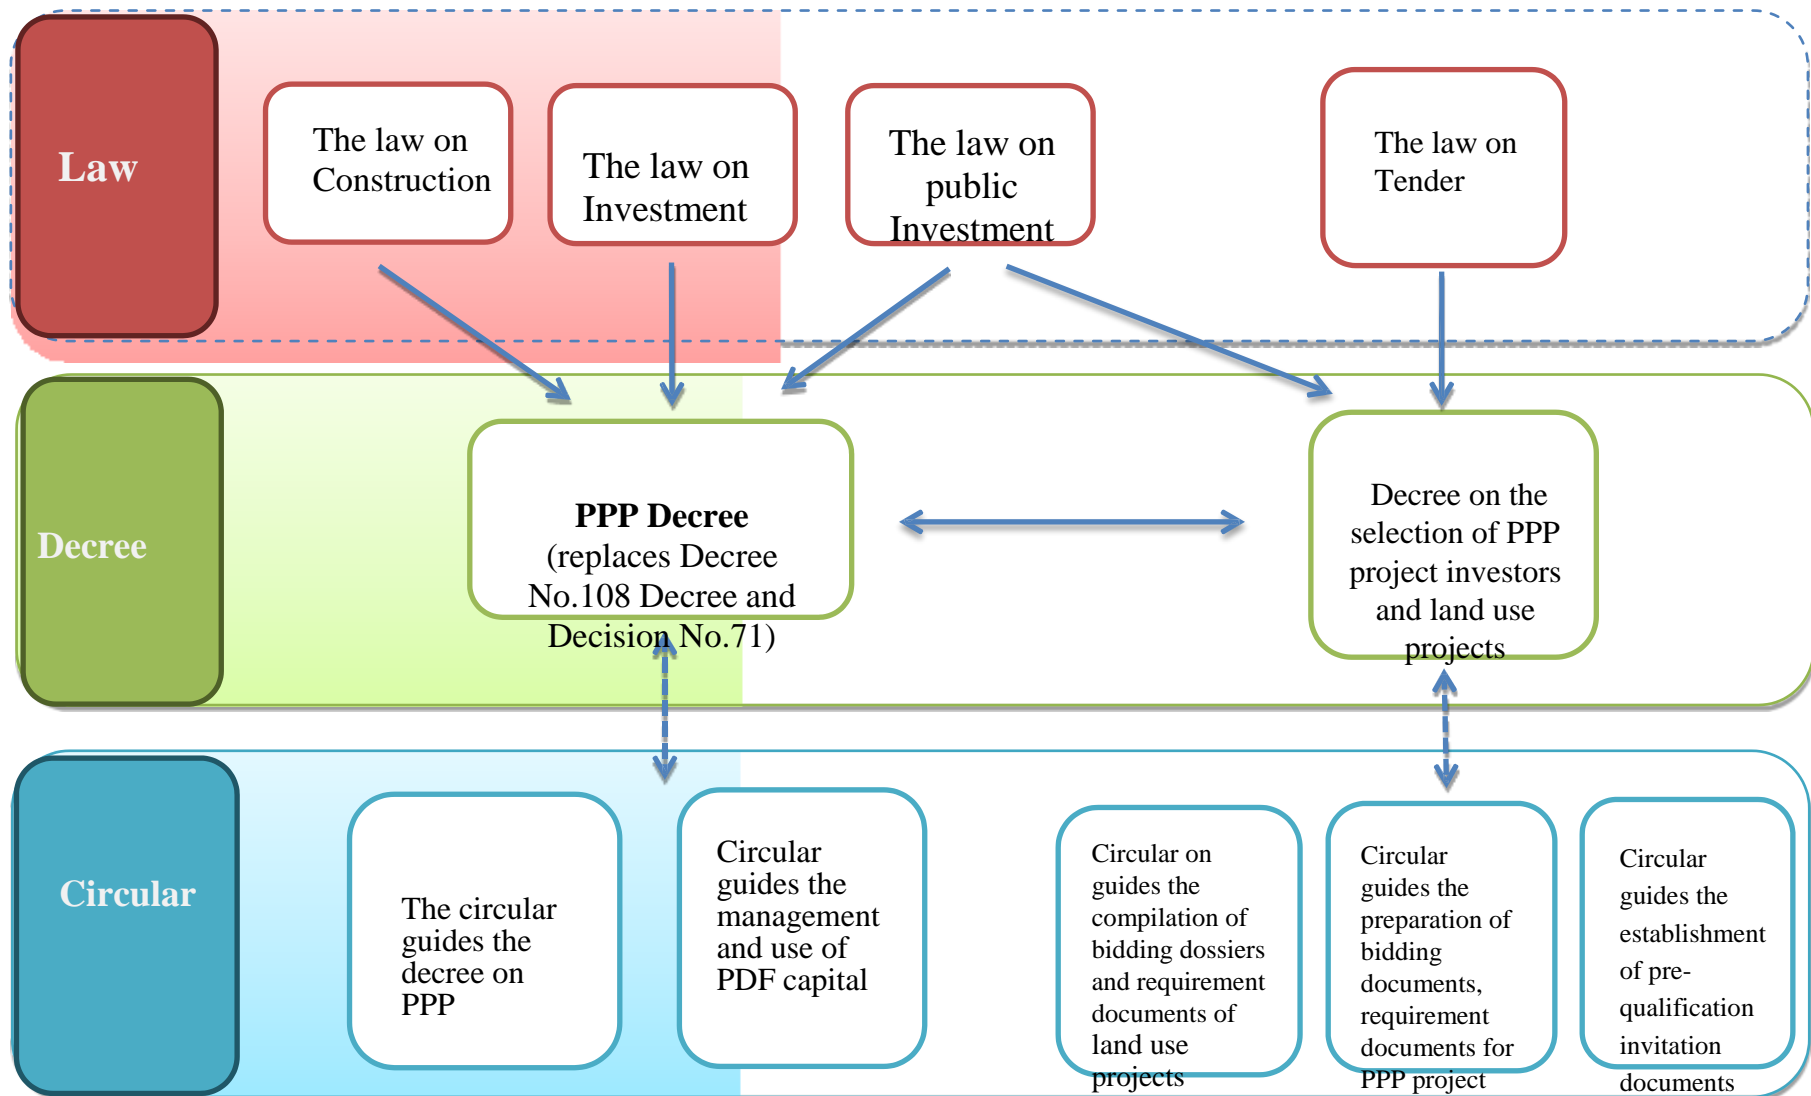 Law
The law on
Construction
The law on
Investment
The law on
public
Investment
The law on
Tender
Decree
PPP Decree
(replaces Decree
No.108 Decree and
Decision No.71)
Decree on the
selection of PPP
project investors
and land use
projects
Circular
The circular
guides the
decree on
PPP
Circular
guides the
management
and use of
PDF capital
Circular on
guides the
compilation of
bidding dossiers
and requirement
documents of
land use
projects
Circular
guides the
preparation of
bidding
documents,
requirement
documents for
PPP project
Circular
guides the
establishment
of pre-
qualification
invitation
documents